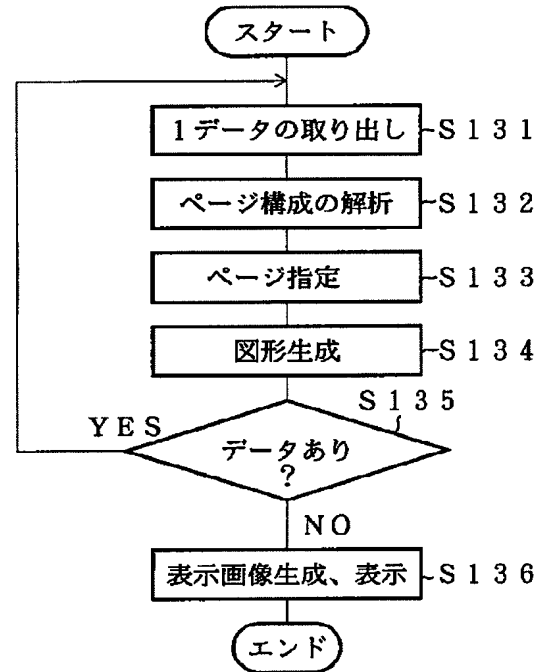 スタート
1データの取り出し S131
ページ構成の解析 S132
ページ指定 S133
図形生成 S134
S135
YES
データあり
?
NO
表示画像生成、表示 S136
エンド